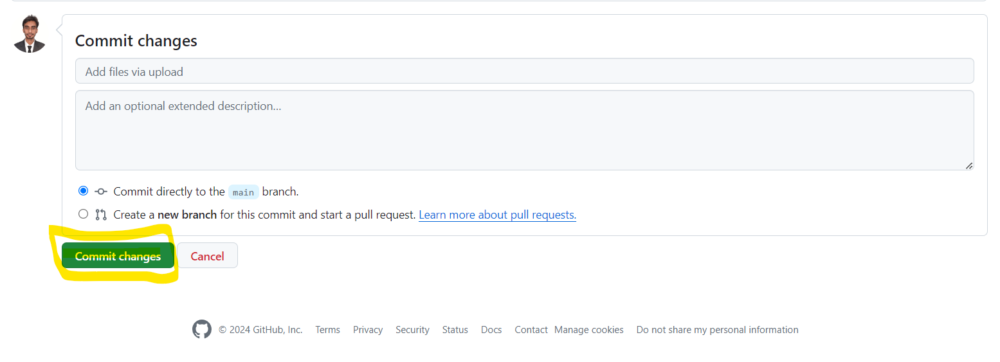 Commit changes
Add files via upload
Add an optional extended description...
Commit directly to the main branch.
Create a new branch for this commit and start a pull request. Learn more about pull requests.
Commit changes Cancel
© 2024 GitHub, Inc. Terms Privacy Security Status Docs Contact Manage cookies Do not share my personal information